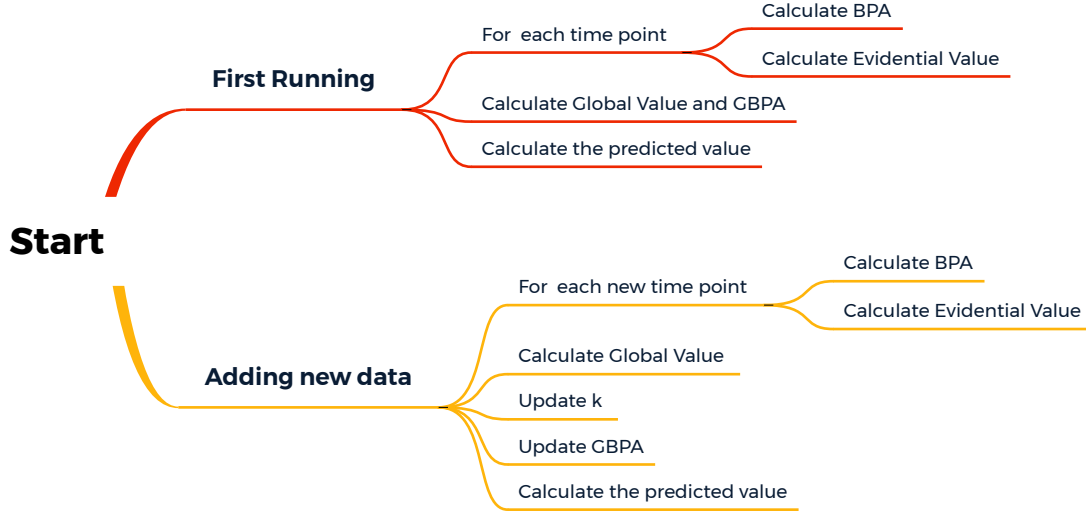 Start
First Running
For each time point
Calculate BPA
Calculate Evidential Value
Calculate Global Value and GBPA
Calculate the predicted value
Adding new data
For each new time point
Calculate BPA
Calculate Evidential Value
Calculate Global Value
Update k
Update GBPA
Calculate the predicted value